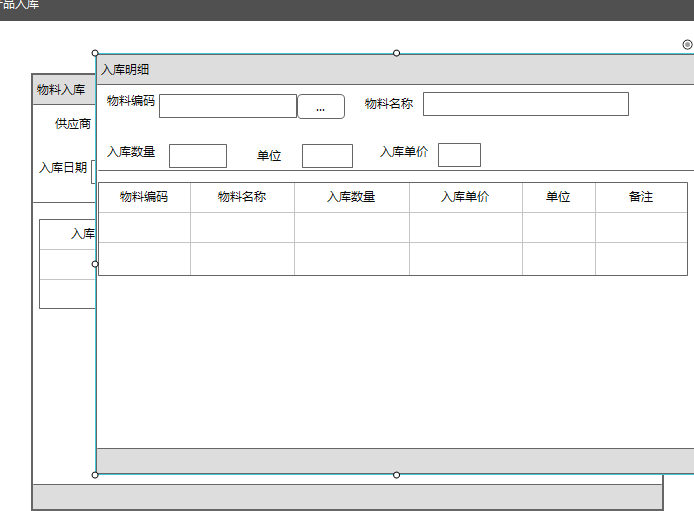 产品入库
入库明细
物料入库
物料编码
...
物料名称
供应商
入库数量
单位
入库单价
入库日期
物料编码 物料名称 入库数量 入库单价 单位 备注
入库